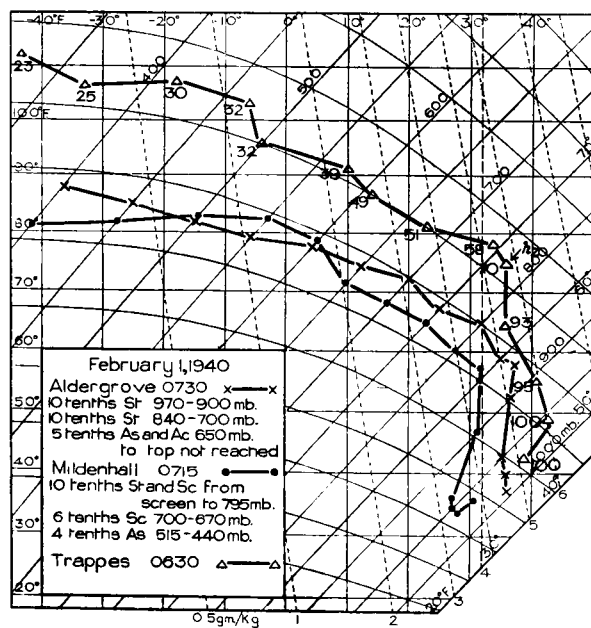 -40°F -30° -20° -10° 0° 10° 20° 30° 40°
400 500 600 700 800 900 1000 mb.
23 25 30 32 32 39 49 51 58 93 95 100 100
100°F
90°
80°
70°
60°
50°
40°
30°
20°
February 1, 1940
Aldergrove 0730
10 tenths St 970-900 mb.
10 tenths St 840-700 mb.
5 tenths As and Ac 650 mb.
to top not reached
Mildenhall 0715
10 tenths St and Sc from
screen to 795 mb.
6 tenths Sc 700-670 mb.
4 tenths As 515-440 mb.
Trappes 0630
0.5 gm/kg 1 2 3 4 5 6